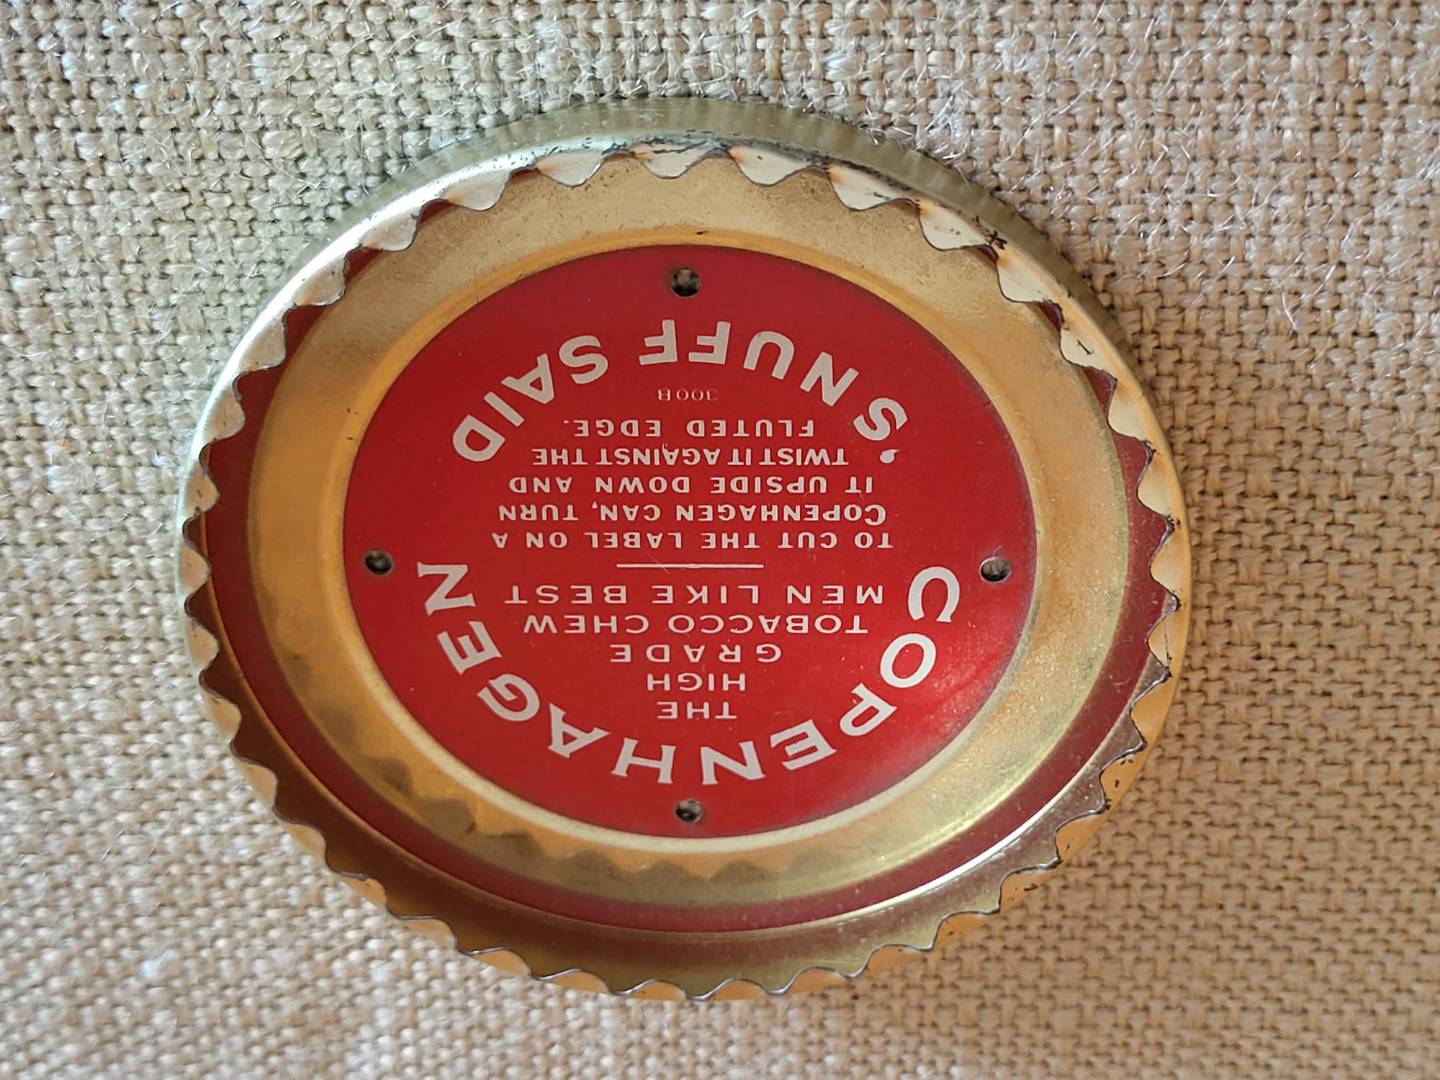 COPENHAGEN
THE
HIGH
GRADE
TOBACCO CHEW
MEN LIKE BEST
TO CUT THE LABEL ON A
COPENHAGEN CAN, TURN
IT UPSIDE DOWN AND
TWIST IT AGAINST THE
FLUTED EDGE.
300B
'SNUFF SAID